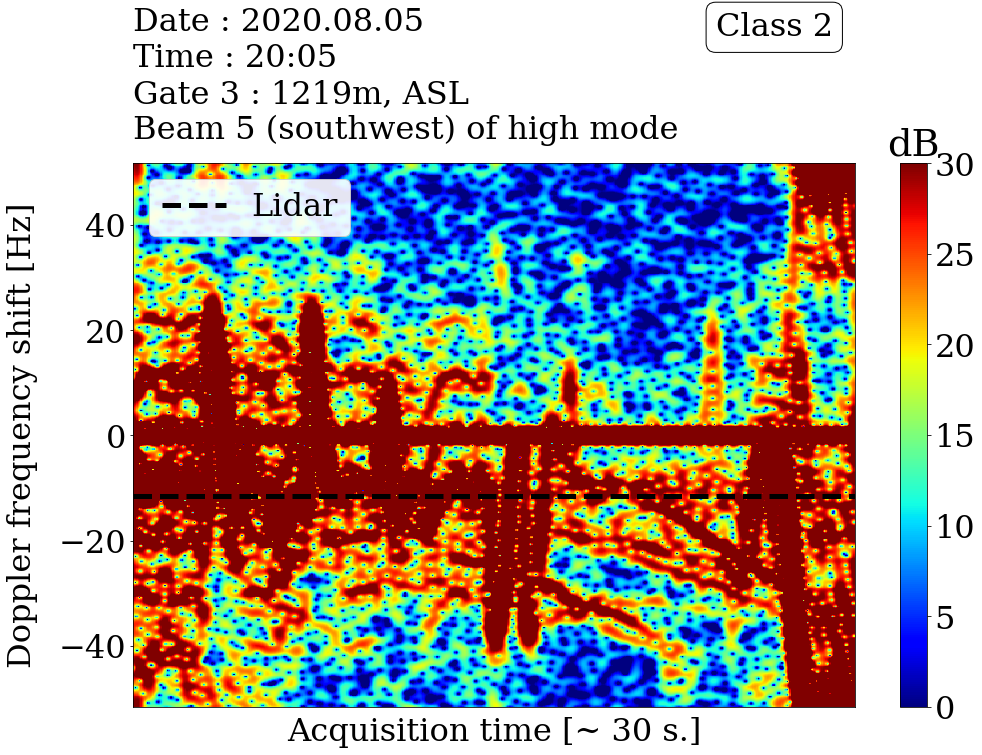 Date : 2020.08.05
Time : 20:05
Gate 3 : 1219m, ASL
Beam 5 (southwest) of high mode
Class 2
dB
Lidar
Doppler frequency shift [Hz]
40
20
0
−20
−40
30
25
20
15
10
5
0
Acquisition time [~ 30 s.]